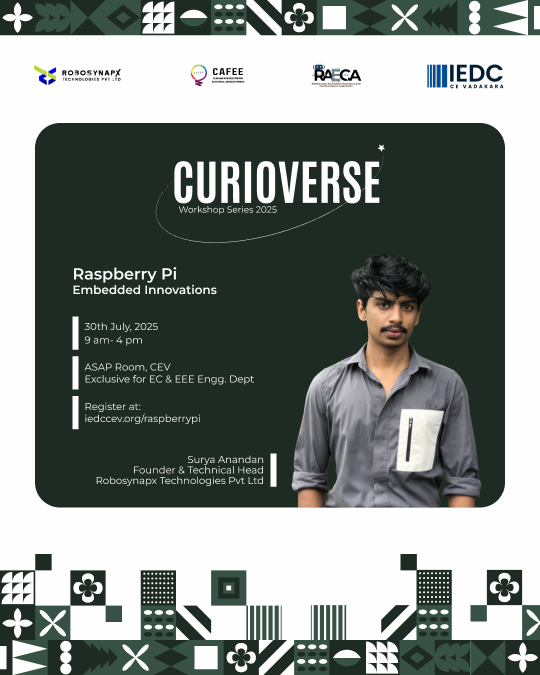 ROBOSYNAPX
TECHNOLOGIES PVT LTD
CAFEE
RAECA
IEDC
CE VADAKARA
CURIOVERSE
Workshop Series 2025
Raspberry Pi
Embedded Innovations
30th July, 2025
9 am- 4 pm
ASAP Room, CEV
Exclusive for EC & EEE Engg. Dept
Register at:
iedccev.org/raspberrypi
Surya Anandan
Founder & Technical Head
Robosynapx Technologies Pvt Ltd